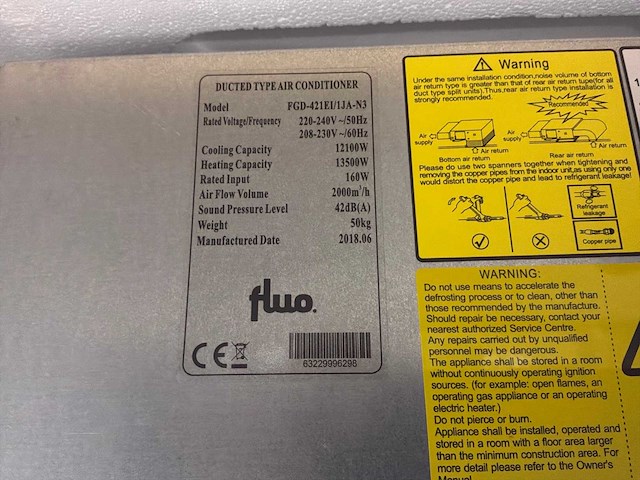 DUCTED TYPE AIR CONDITIONER
Model FGD-421EI/1JA-N3
Rated Voltage/Frequency 220-240V~/50Hz
208-230V~/60Hz
Cooling Capacity 12100W
Heating Capacity 13500W
Rated Input 160W
Air Flow Volume 2000m³/h
Sound Pressure Level 42dB(A)
Weight 50kg
Manufactured Date 2018.06
fluo.
CE
63229996298
Warning
Under the same installation condition,noise volume of bottom
air return type is greater than that of rear air return tupe(for all
duct type split units).Thus,rear air return type installation is
strongly recommended.
Recommended
Air supply
Air return
Bottom air return
Air supply
Air return
Rear air return
Please do use two spanners together when tightening and
removing the copper pipes from the indoor unit,as using only one
would distort the copper pipe and lead to refrigerant leakage!
Refrigerant
leakage
Copper pipe
WARNING:
Do not use means to accelerate the
defrosting process or to clean, other than
those recommended by the manufacture.
Should repair be necessary, contact your
nearest authorized Service Centre.
Any repairs carried out by unqualified
personnel may be dangerous.
The appliance shall be stored in a room
without continuously operating ignition
sources. (for example: open flames, an
operating gas appliance or an operating
electric heater.)
Do not pierce or burn.
Appliance shall be installed, operated and
stored in a room with a floor area larger
than the minimum construction area. For
more detail please refer to the Owner's
Manual